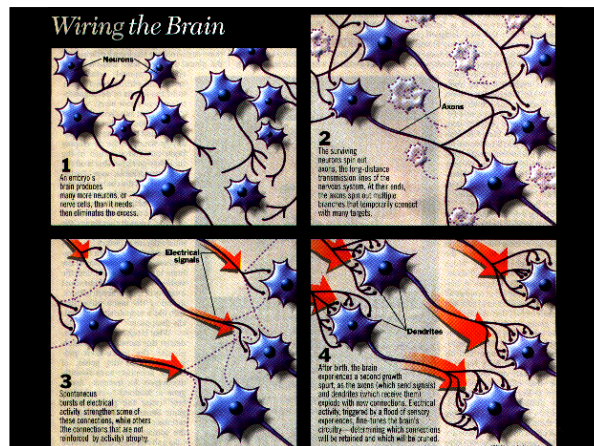 Wiring the Brain
Neurons
1
An embryo's
brain produces
many more neurons, or
nerve cells, than it needs,
then eliminates the excess.
Axons
2
The surviving
neurons spin out
axons, the long-distance
transmission lines of the
nervous system. At their ends,
the axons spin out multiple
branches that temporarily connect
with many targets.
Electrical
signals
3
Spontaneous
bursts of electrical
activity strengthen some of
these connections, while others
(the connections that are not
reinforced by activity) atrophy.
Dendrites
4
After birth, the brain
experiences a second growth
spurt, as the axons (which send signals)
and dendrites (which receive them)
explode with new connections. Electrical
activity, triggered by a flood of sensory
experiences, fine-tunes the brain's
circuitry—determining which connections
will be retained and which will be pruned.